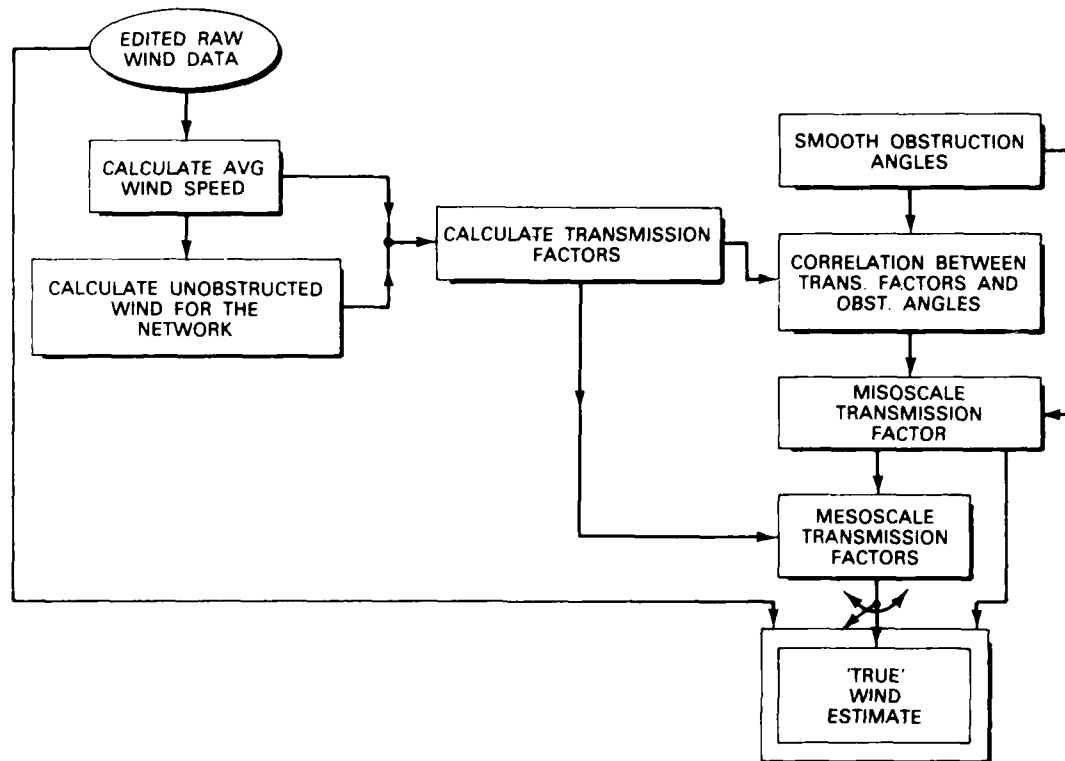 EDITED RAW
WIND DATA
CALCULATE AVG
WIND SPEED
CALCULATE UNOBSTRUCTED
WIND FOR THE
NETWORK
CALCULATE TRANSMISSION
FACTORS
SMOOTH OBSTRUCTION
ANGLES
CORRELATION BETWEEN
TRANS. FACTORS AND
OBST. ANGLES
MISOSCALE
TRANSMISSION
FACTOR
MESOSCALE
TRANSMISSION
FACTORS
'TRUE'
WIND
ESTIMATE